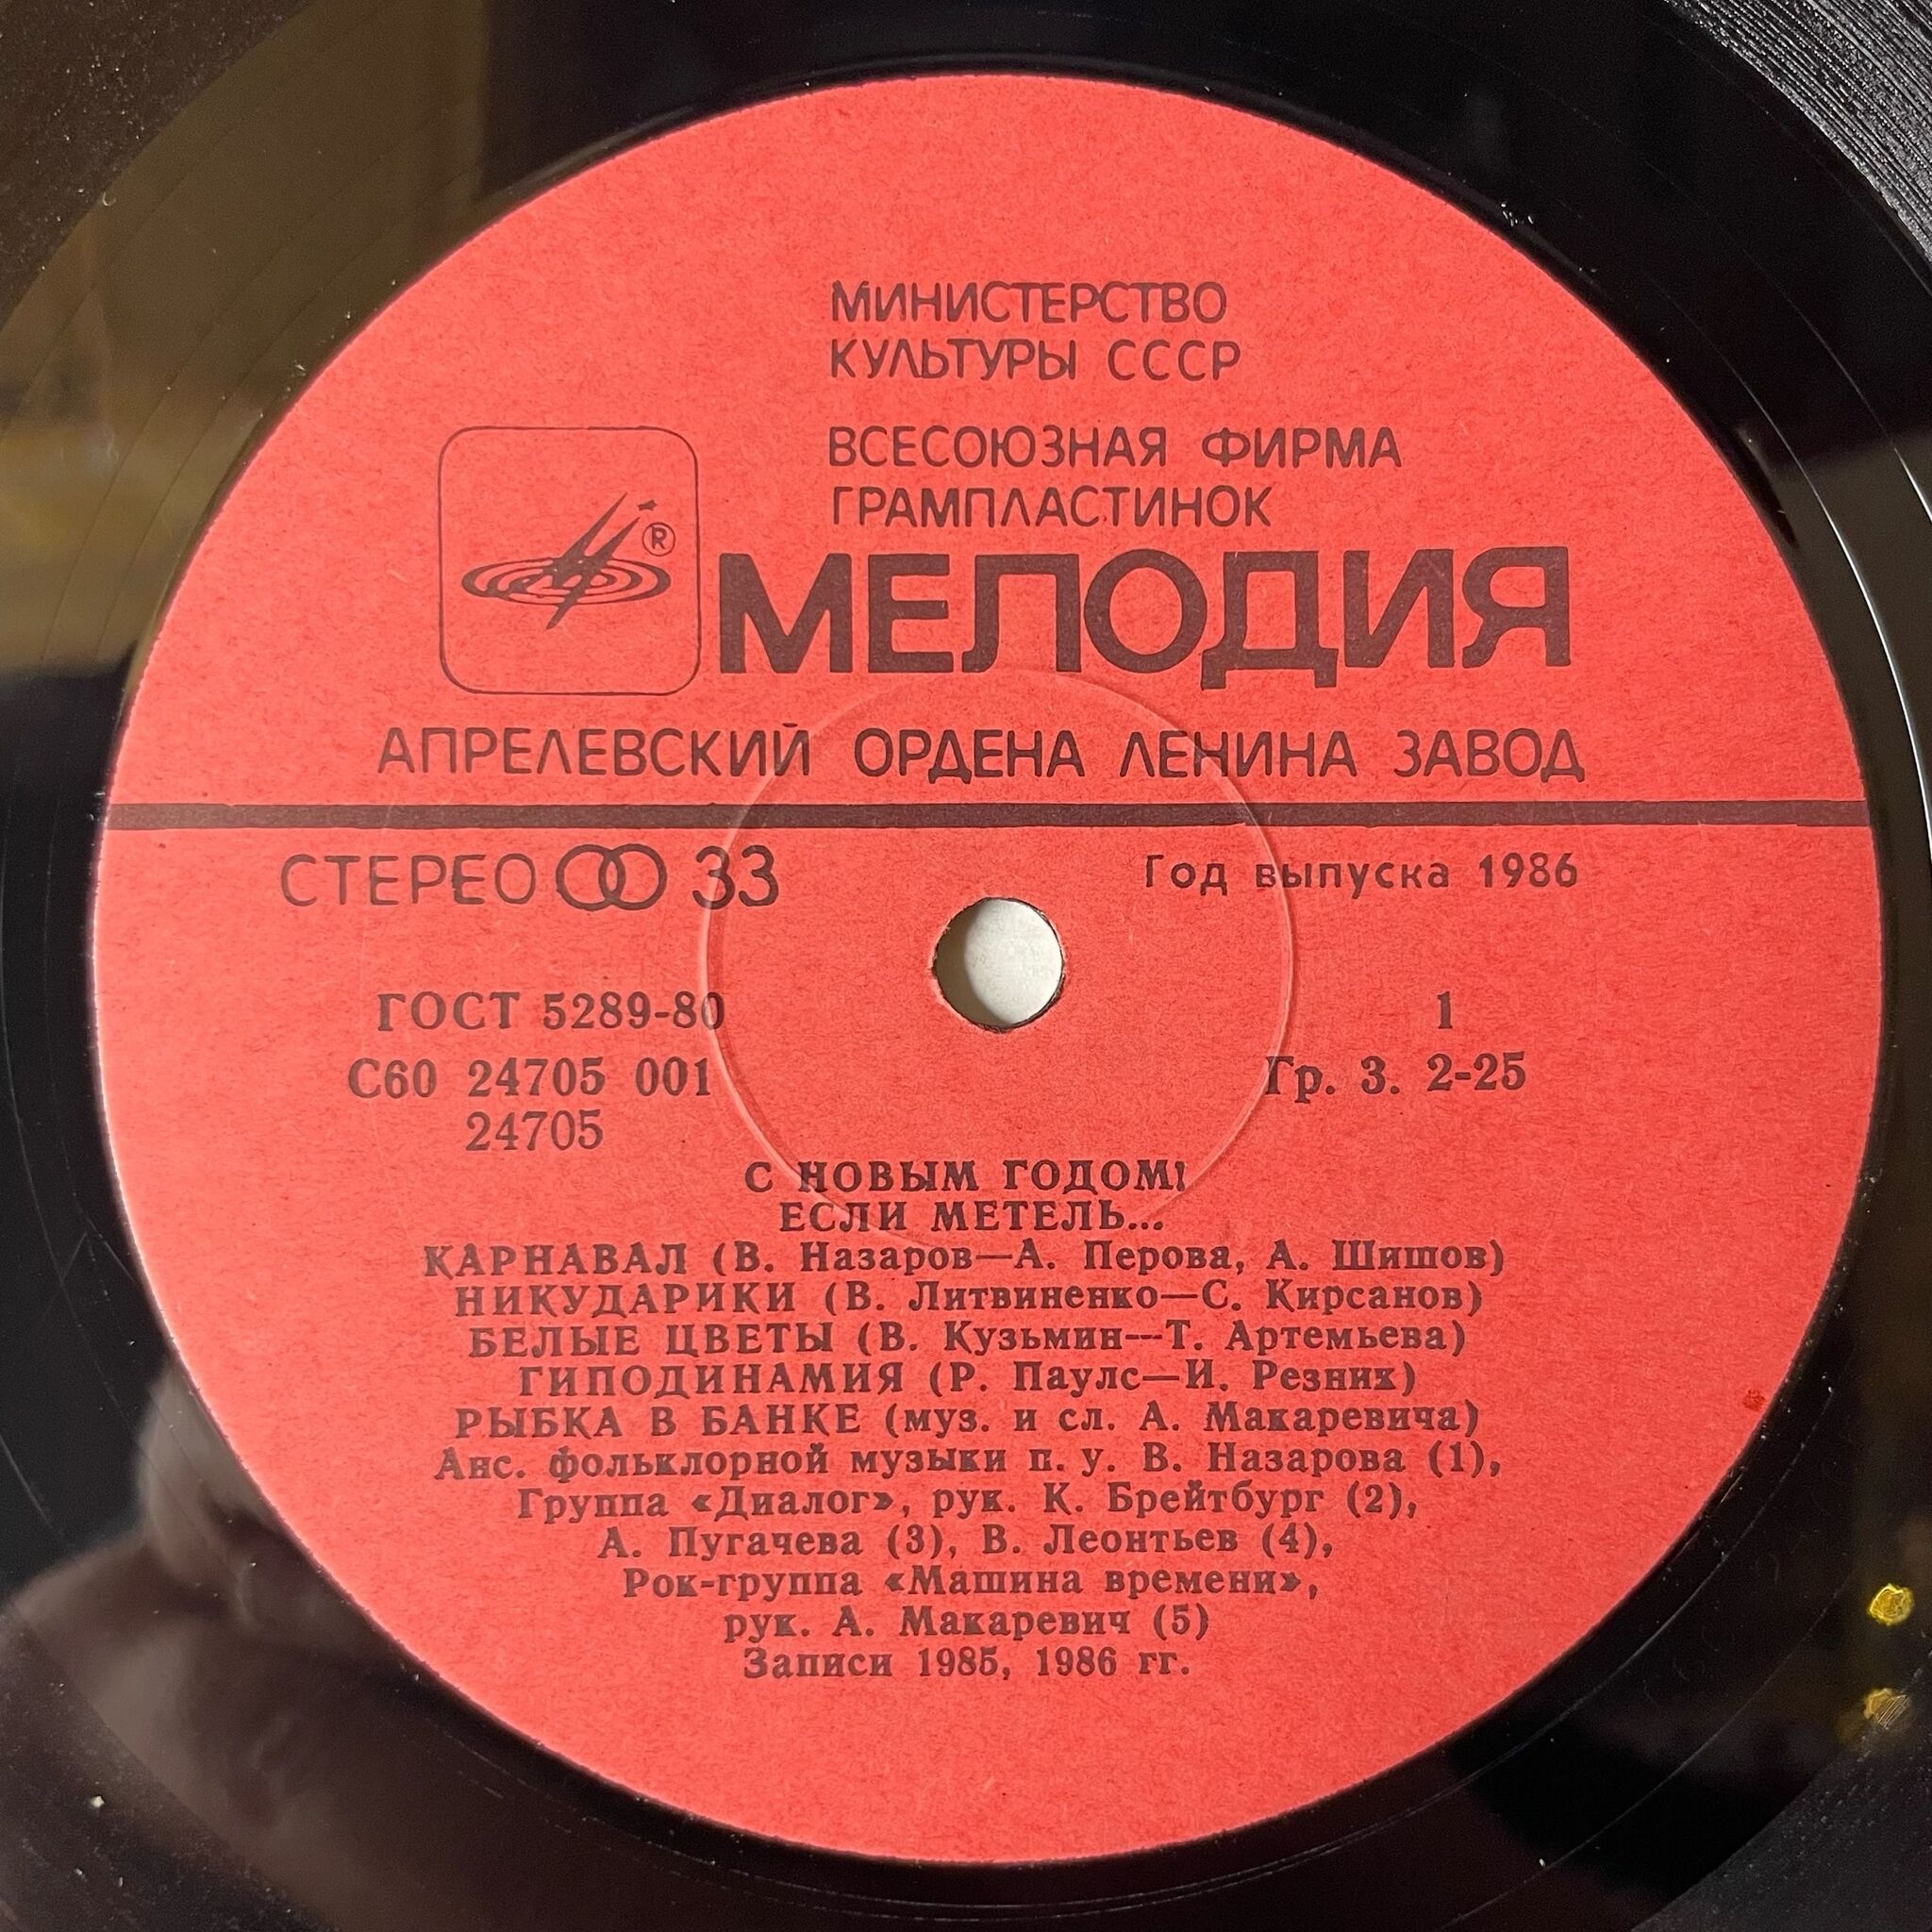 МИНИСТЕРСТВО
КУЛЬТУРЫ СССР
ВСЕСОЮЗНАЯ ФИРМА
ГРАМПЛАСТИНОК
®
МЕЛОДИЯ
АПРЕЛЕВСКИЙ ОРДЕНА ЛЕНИНА ЗАВОД
СТЕРЕО 33
Год выпуска 1986
ГОСТ 5289-80
1
С60 24705 001
Гр. 3. 2-25
24705
С НОВЫМ ГОДОМ!
ЕСЛИ МЕТЕЛЬ...
КАРНАВАЛ (В. Назаров—А. Перова, А. Шишов)
НИКУДАРИКИ (В. Литвиненко—С. Кирсанов)
БЕЛЫЕ ЦВЕТЫ (В. Кузьмин—Т. Артемьева)
ГИПОДИНАМИЯ (Р. Паулс—И. Резник)
РЫБКА В БАНКЕ (муз. и сл. А. Макаревича)
Анс. фольклорной музыки п. у. В. Назарова (1),
Группа «Диалог», рук. К. Брейтбург (2),
А. Пугачева (3), В. Леонтьев (4),
Рок-группа «Машина времени»,
рук. А. Макаревич (5)
Записи 1985, 1986 гг.